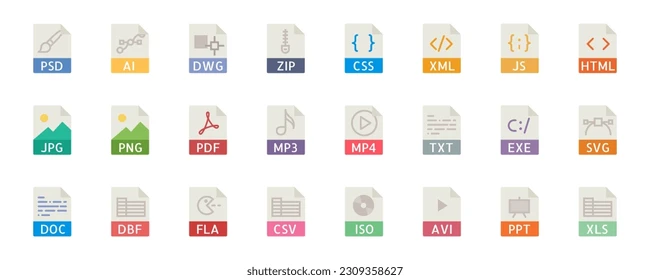 PSD AI DWG ZIP CSS XML JS HTML
JPG PNG PDF MP3 MP4 C:/ TXT EXE SVG
DOC DBF FLA CSV ISO AVI PPT XLS
shutterstock.com · 2309358627